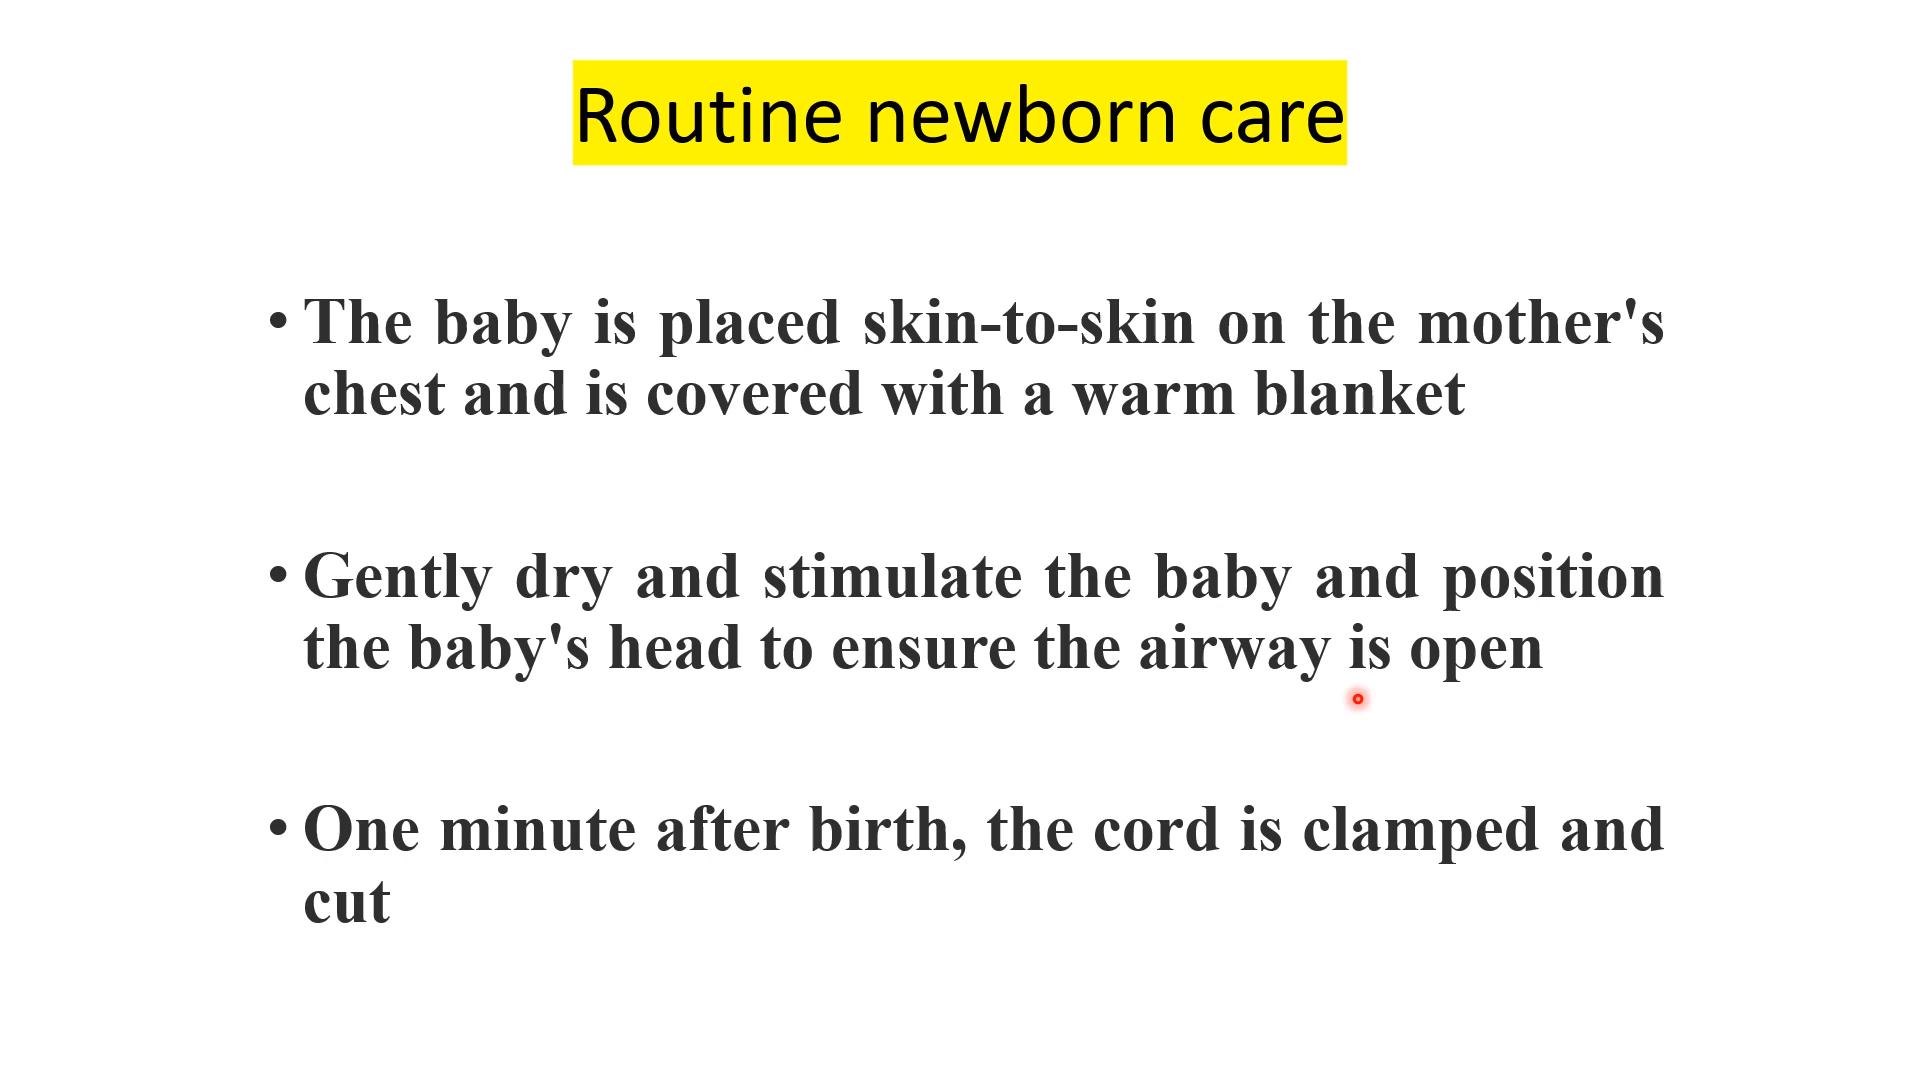 Routine newborn care
• The baby is placed skin-to-skin on the mother's
chest and is covered with a warm blanket
• Gently dry and stimulate the baby and position
the baby's head to ensure the airway is open
• One minute after birth, the cord is clamped and
cut